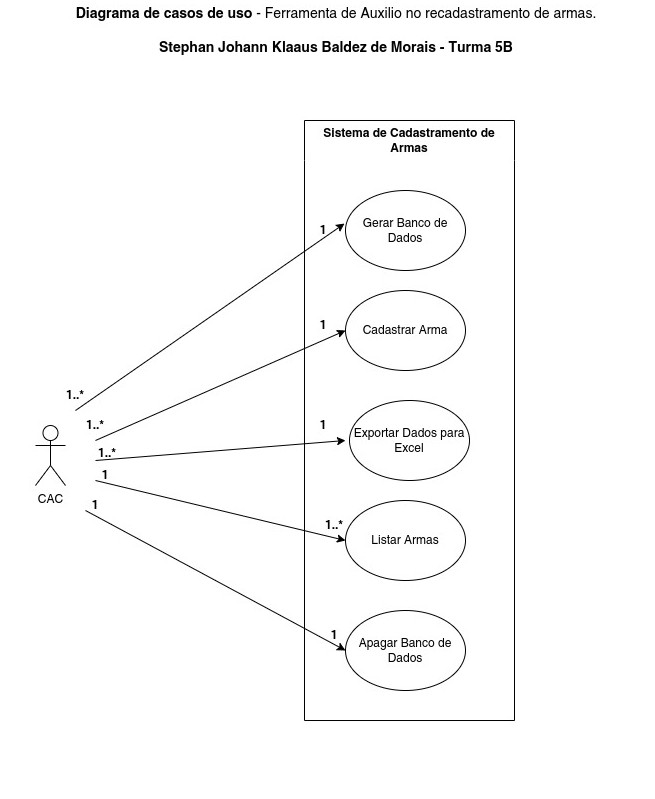 Diagrama de casos de uso - Ferramenta de Auxilio no recadastramento de armas.
Stephan Johann Klaaus Baldez de Morais - Turma 5B
Sistema de Cadastramento de
Armas
1
Gerar Banco de
Dados
1
Cadastrar Arma
1..*
1..*
1
Exportar Dados para
Excel
1..*
1
CAC
1
1..*
Listar Armas
1
Apagar Banco de
Dados